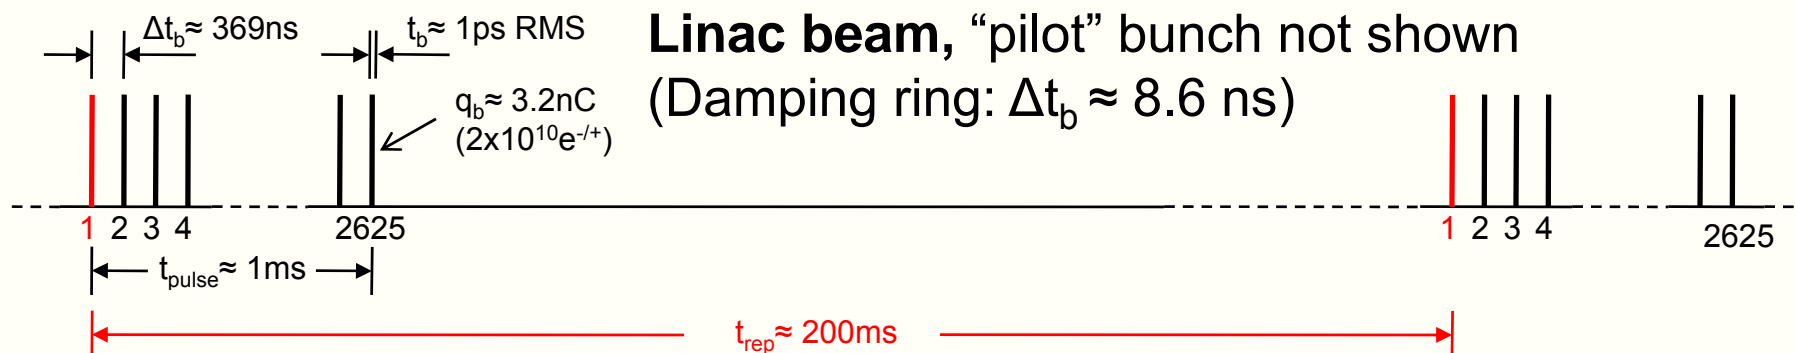 Δt_b≈ 369ns
t_b≈ 1ps RMS
Linac beam, “pilot” bunch not shown
(Damping ring: Δt_b ≈ 8.6 ns)
q_b≈ 3.2nC
(2x10^10e^-/+)
1 2 3 4
2625
1 2 3 4
2625
t_pulse≈ 1ms
t_rep≈ 200ms